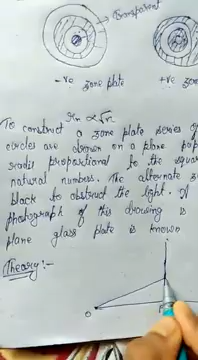 Transparent
-ve zone plate +ve zone
rn ∝ √n
To construct a zone plate series of
circles are drawn on a plane pap
radii proportional to the square
natural numbers. The alternate z
black to obstruct the light. If
photograph of this drawing is
plane glass plate is known
Theory:-
O